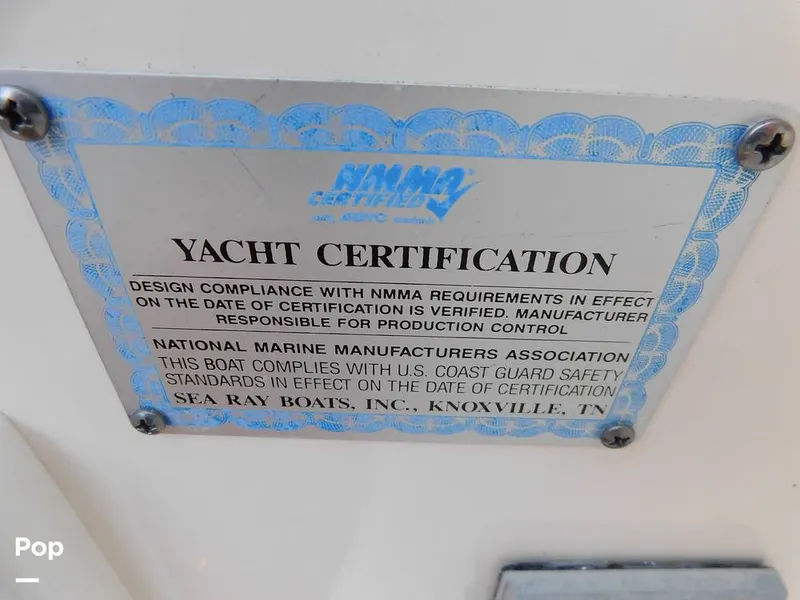 NMMA
CERTIFIED
YACHT CERTIFICATION
DESIGN COMPLIANCE WITH NMMA REQUIREMENTS IN EFFECT
ON THE DATE OF CERTIFICATION IS VERIFIED. MANUFACTURER
RESPONSIBLE FOR PRODUCTION CONTROL
NATIONAL MARINE MANUFACTURERS ASSOCIATION
THIS BOAT COMPLIES WITH U.S. COAST GUARD SAFETY
STANDARDS IN EFFECT ON THE DATE OF CERTIFICATION
SEA RAY BOATS, INC., KNOXVILLE, TN
Pop